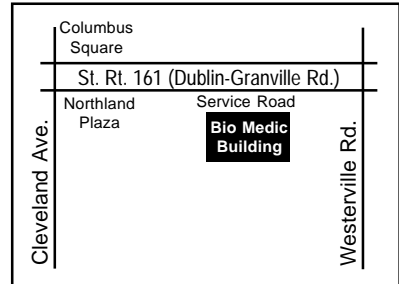 Columbus
Square
St. Rt. 161 (Dublin-Granville Rd.)
Northland
Plaza
Service Road
Bio Medic
Building
Cleveland Ave.
Westerville Rd.